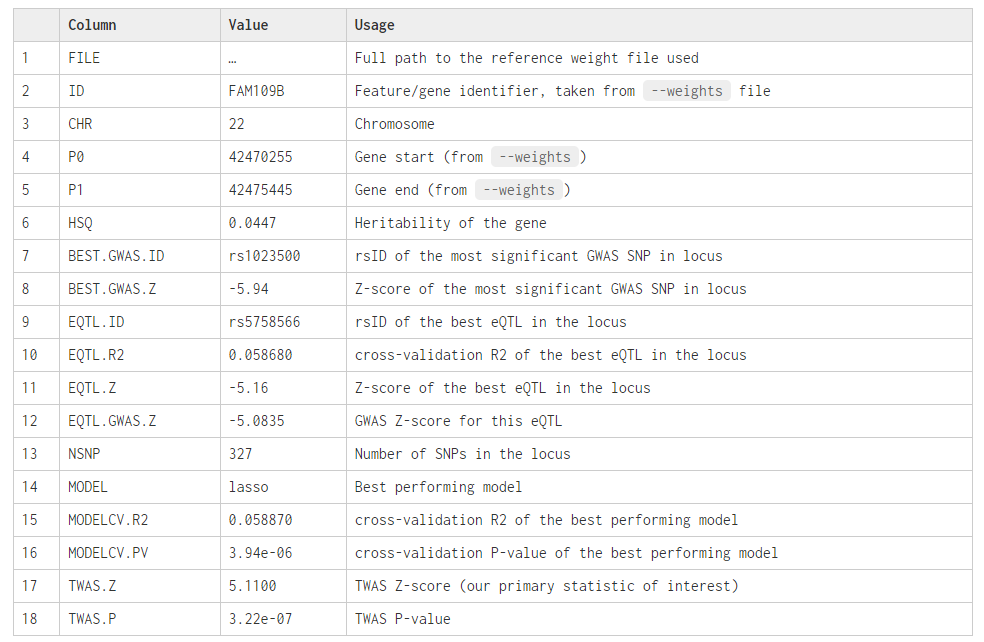 Column Value Usage
1 FILE … Full path to the reference weight file used
2 ID FAM109B Feature/gene identifier, taken from --weights file
3 CHR 22 Chromosome
4 P0 42470255 Gene start (from --weights )
5 P1 42475445 Gene end (from --weights )
6 HSQ 0.0447 Heritability of the gene
7 BEST.GWAS.ID rs1023500 rsID of the most significant GWAS SNP in locus
8 BEST.GWAS.Z -5.94 Z-score of the most significant GWAS SNP in locus
9 EQTL.ID rs5758566 rsID of the best eQTL in the locus
10 EQTL.R2 0.058680 cross-validation R2 of the best eQTL in the locus
11 EQTL.Z -5.16 Z-score of the best eQTL in the locus
12 EQTL.GWAS.Z -5.0835 GWAS Z-score for this eQTL
13 NSNP 327 Number of SNPs in the locus
14 MODEL lasso Best performing model
15 MODELCV.R2 0.058870 cross-validation R2 of the best performing model
16 MODELCV.PV 3.94e-06 cross-validation P-value of the best performing model
17 TWAS.Z 5.1100 TWAS Z-score (our primary statistic of interest)
18 TWAS.P 3.22e-07 TWAS P-value